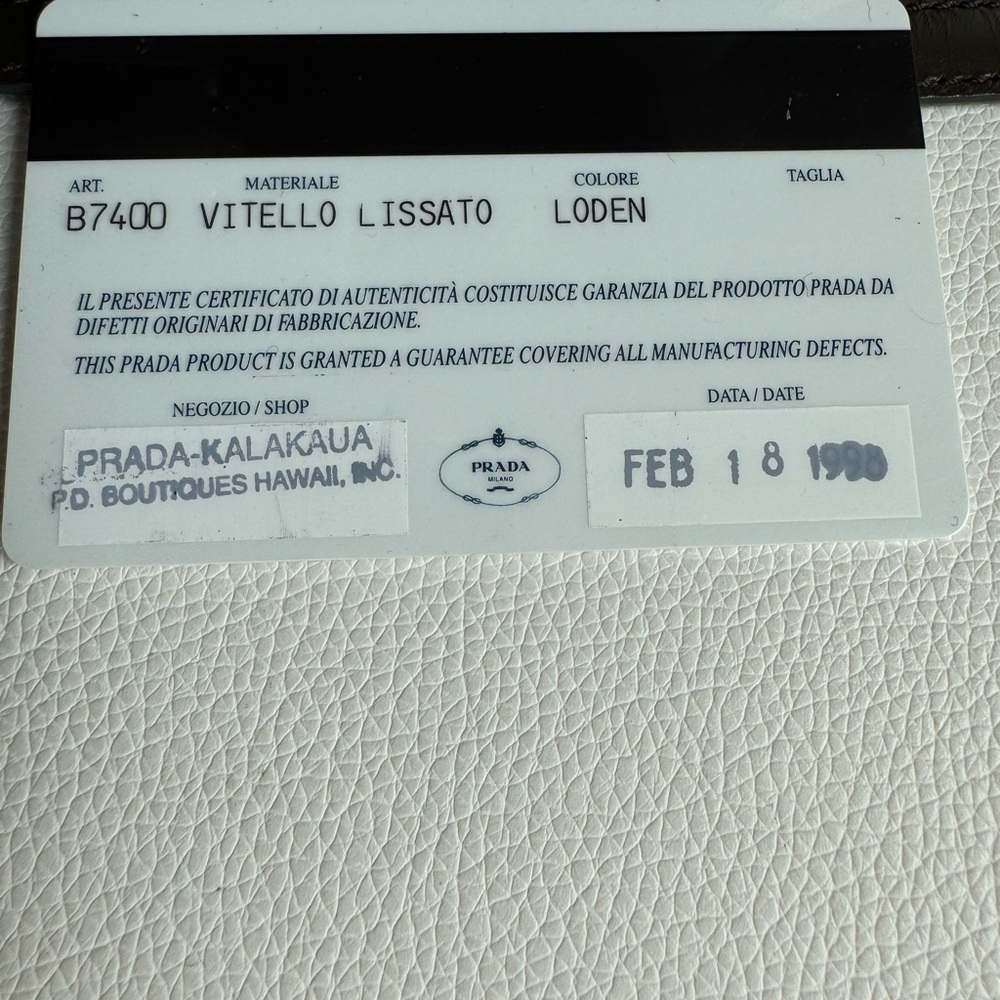 ART. MATERIALE COLORE TAGLIA
B7400 VITELLO LISSATO LODEN
IL PRESENTE CERTIFICATO DI AUTENTICITÀ COSTITUISCE GARANZIA DEL PRODOTTO PRADA DA
DIFETTI ORIGINARI DI FABBRICAZIONE.
THIS PRADA PRODUCT IS GRANTED A GUARANTEE COVERING ALL MANUFACTURING DEFECTS.
NEGOZIO / SHOP DATA / DATE
PRADA-KALAKAUA
P.D. BOUTIQUES HAWAII, INC.
PRADA
MILANO
FEB 18